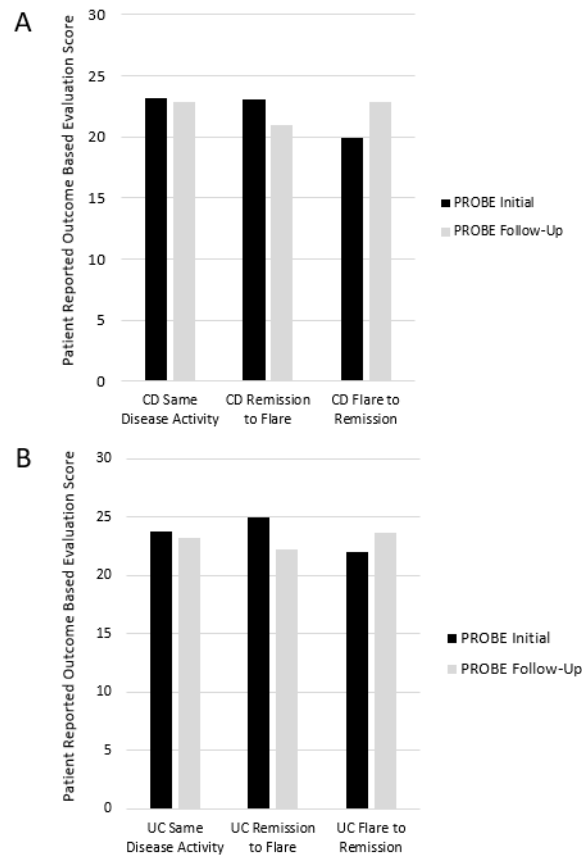 A
Patient Reported Outcome Based Evaluation Score
30
25
20
15
10
5
0
CD Same
Disease Activity
CD Remission
to Flare
CD Flare to
Remission
PROBE Initial
PROBE Follow-Up
B
Patient Reported Outcome Based Evaluation Score
30
25
20
15
10
5
0
UC Same
Disease Activity
UC Remission
to Flare
UC Flare to
Remission
PROBE Initial
PROBE Follow-Up